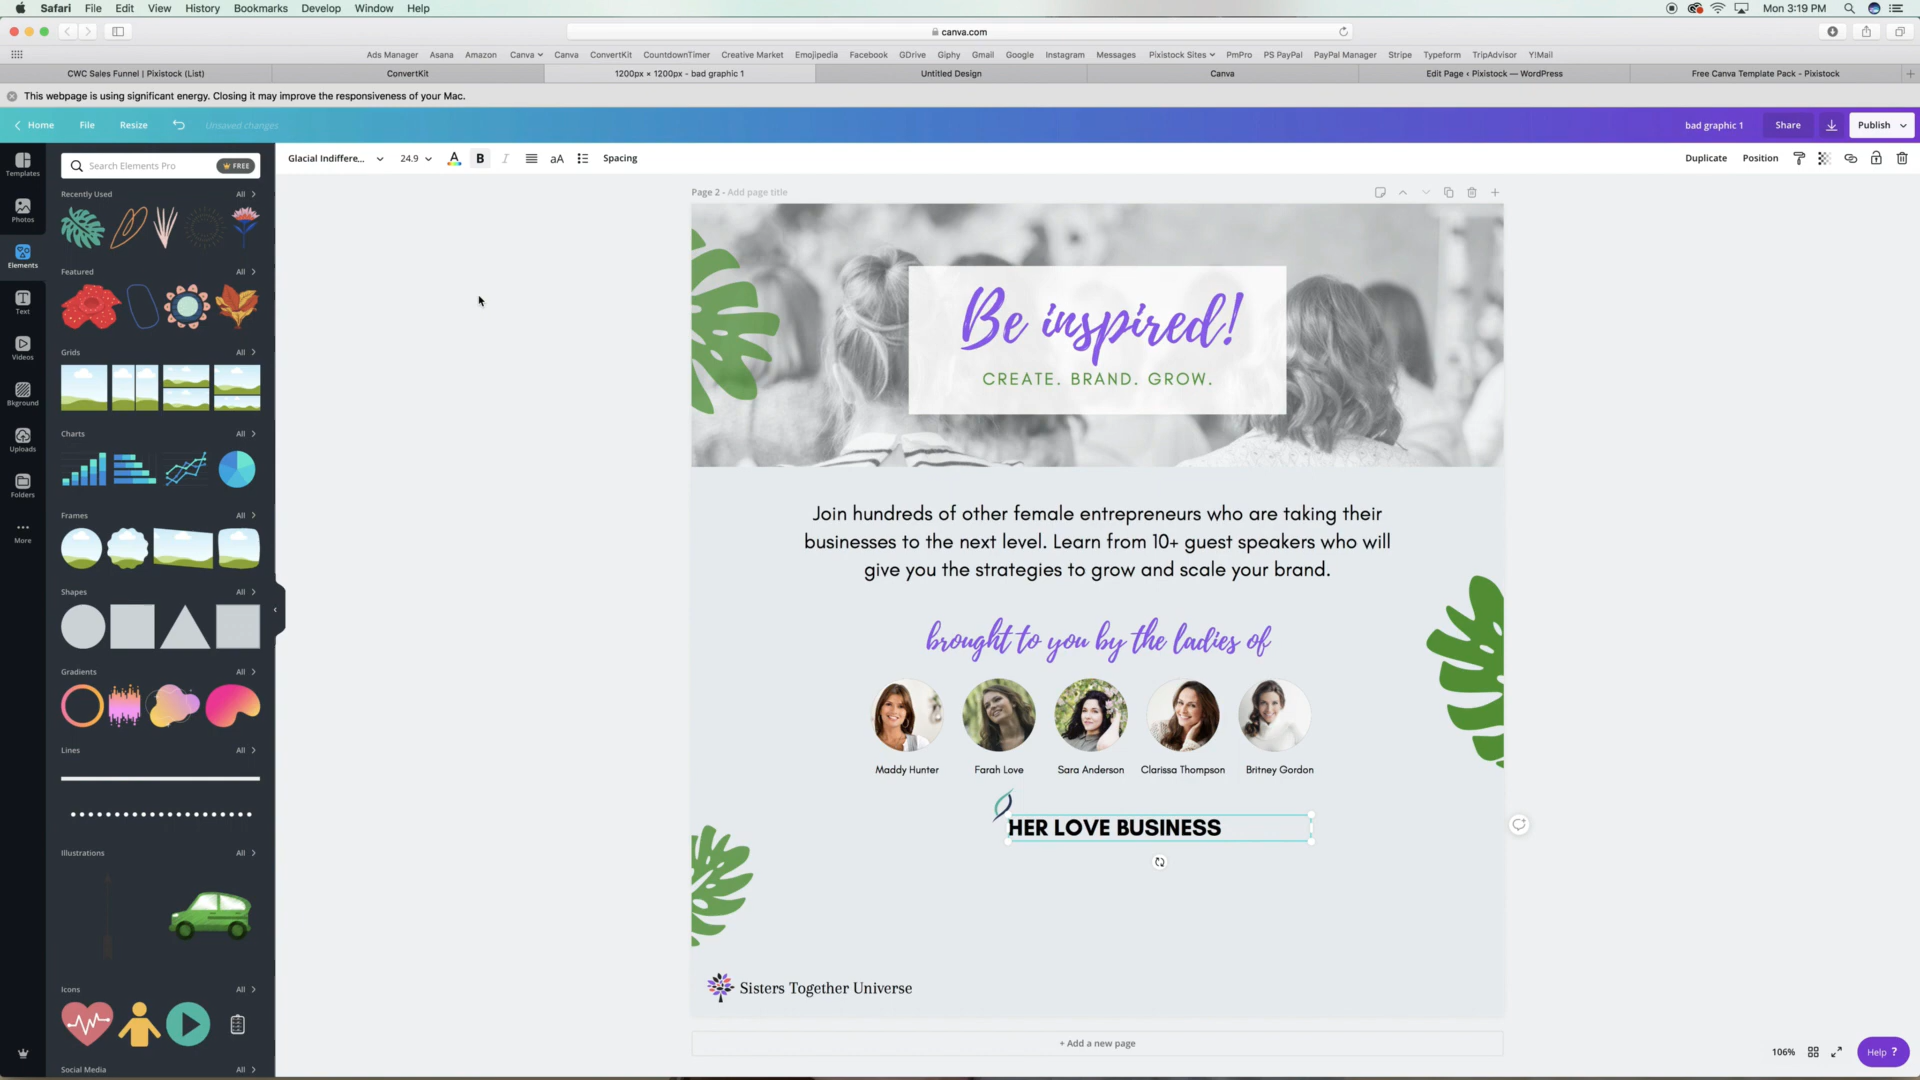 Safari File Edit View History Bookmarks Develop Window Help
Mon 3:19 PM
canva.com
Ads Manager Asana Amazon Canva Canva ConvertKit CountdownTimer Creative Market Emojipedia Facebook GDrive Giphy Gmail Google Instagram Messages Pixistock Sites PmPro PS PayPal PayPal Manager Stripe Typeform TripAdvisor Y!Mail
CWC Sales Funnel | Pixistock (List) ConvertKit 1200px × 1200px - bad graphic 1 Untitled Design Canva Edit Page ‹ Pixistock — WordPress Free Canva Template Pack - Pixistock
This webpage is using significant energy. Closing it may improve the responsiveness of your Mac.
Home File Resize Unsaved changes
bad graphic 1 Share Publish
Glacial Indiffere... 24.9 A B I aA Spacing
Duplicate Position
Templates
Photos
Elements
Text
Videos
Bkground
Uploads
Folders
More
Search Elements Pro FREE
Recently Used All
Featured All
Grids All
Charts All
Frames All
Shapes All
Gradients All
Lines All
Illustrations All
Icons All
Social Media All
Page 2 - Add page title
Be inspired!
CREATE. BRAND. GROW.
Join hundreds of other female entrepreneurs who are taking their
businesses to the next level. Learn from 10+ guest speakers who will
give you the strategies to grow and scale your brand.
brought to you by the ladies of
Maddy Hunter Farah Love Sara Anderson Clarissa Thompson Britney Gordon
HER LOVE BUSINESS
Sisters Together Universe
+ Add a new page
106%
Help ?